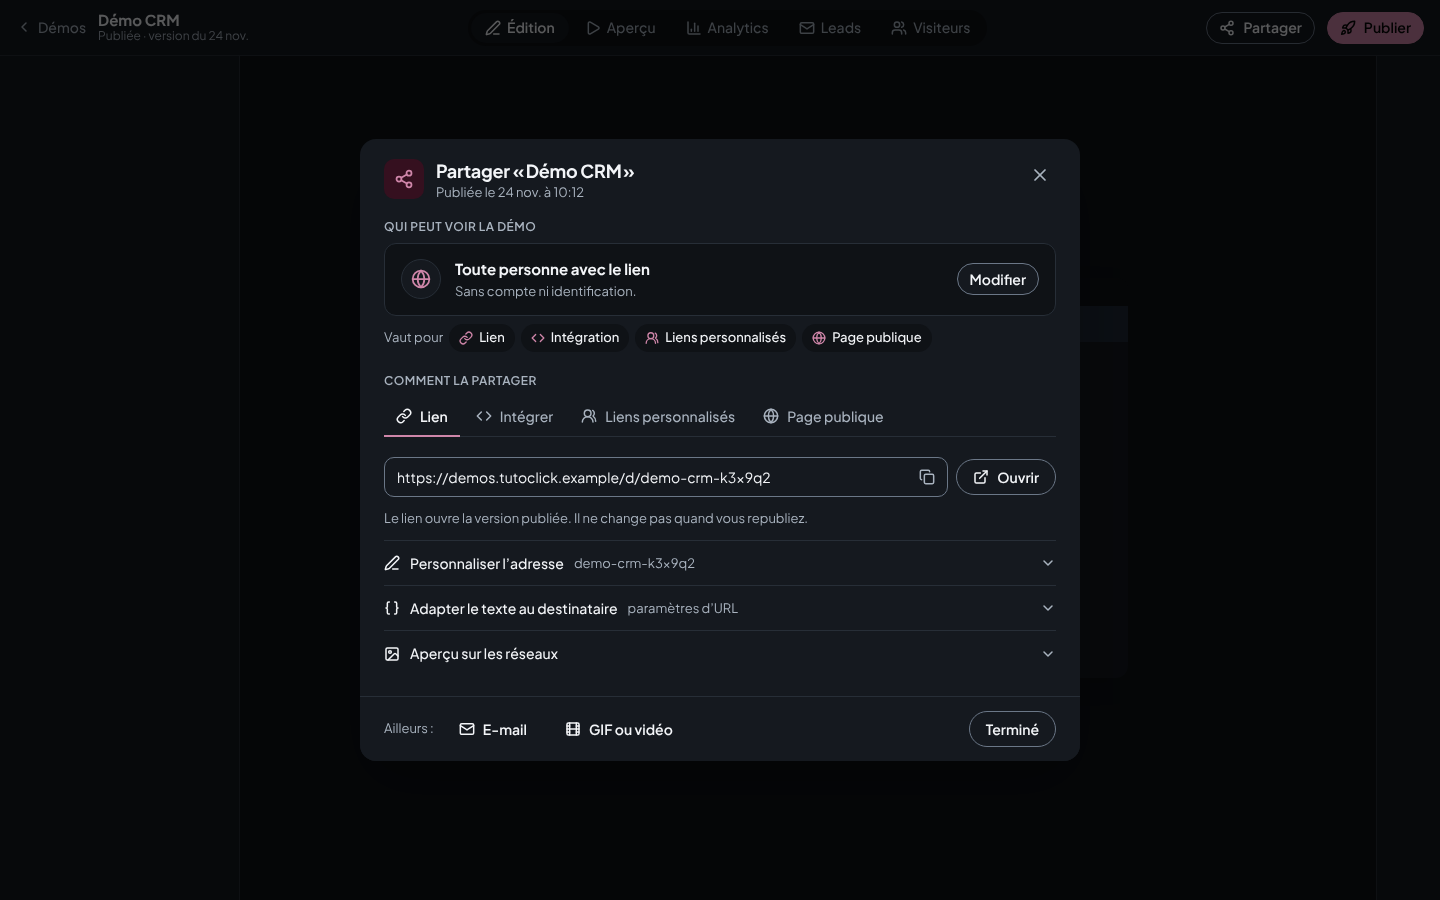 Démos
Démo CRM
Publiée · version du 24 nov.
Édition
Aperçu
Analytics
Leads
Visiteurs
Partager
Publier
Partager «Démo CRM»
Publiée le 24 nov. à 10:12
QUI PEUT VOIR LA DÉMO
Toute personne avec le lien
Sans compte ni identification.
Modifier
Vaut pour
Lien
Intégration
Liens personnalisés
Page publique
COMMENT LA PARTAGER
Lien
Intégrer
Liens personnalisés
Page publique
https://demos.tutoclick.example/d/demo-crm-k3x9q2
Ouvrir
Le lien ouvre la version publiée. Il ne change pas quand vous republiez.
Personnaliser l’adresse demo-crm-k3x9q2
Adapter le texte au destinataire paramètres d’URL
Aperçu sur les réseaux
Ailleurs :
E-mail
GIF ou vidéo
Terminé